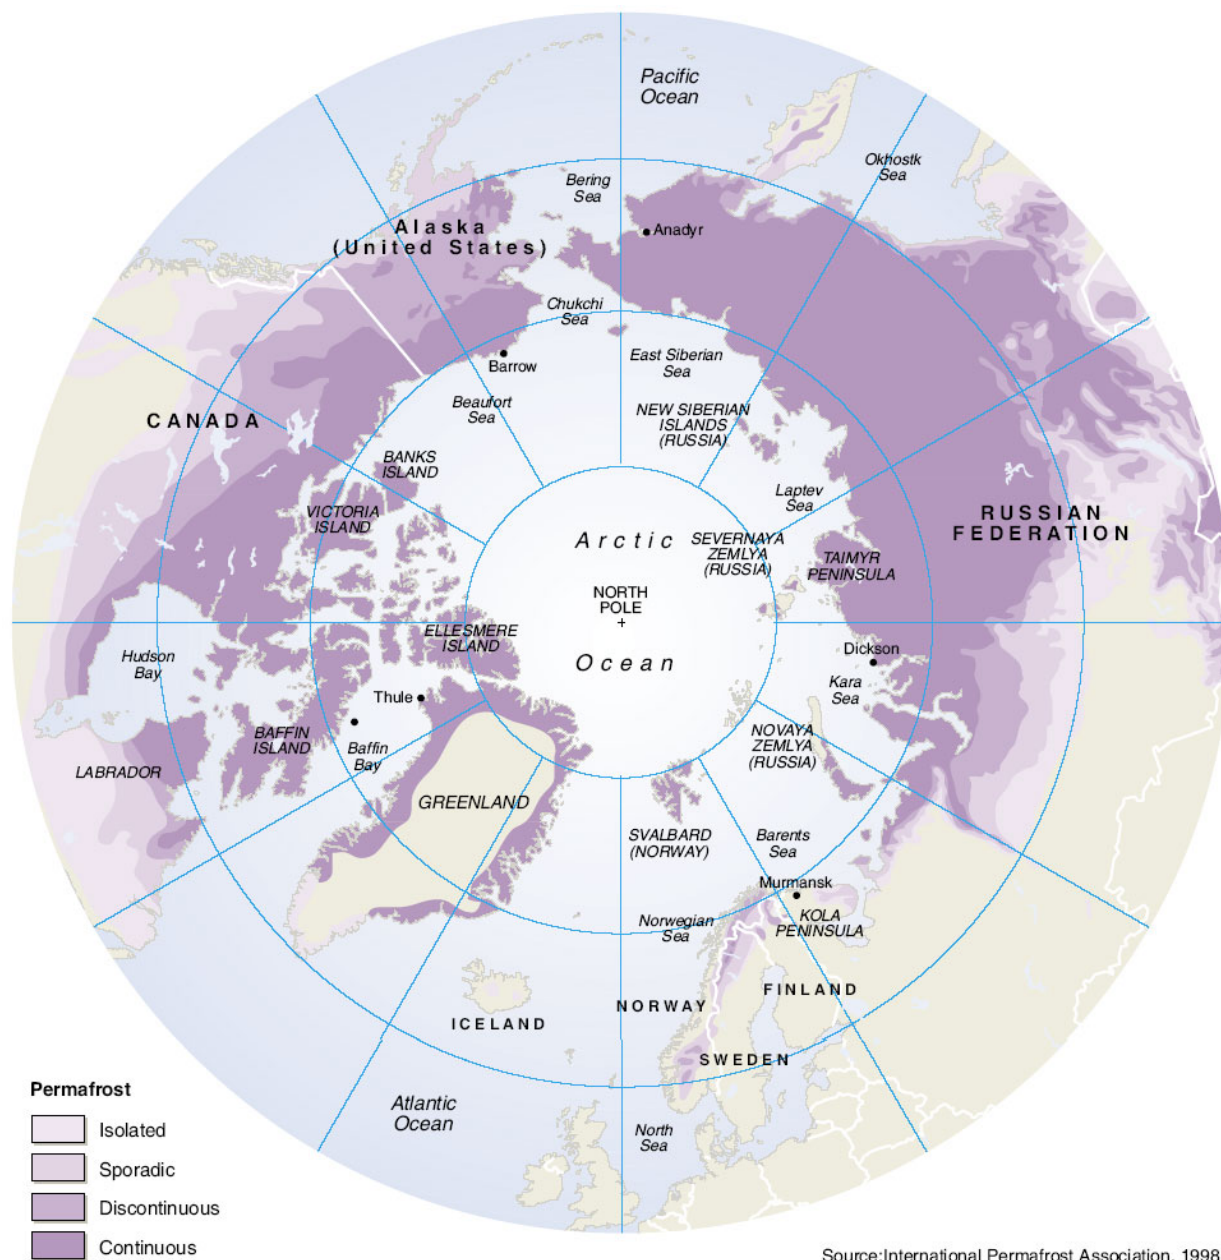 Pacific
Ocean
Okhostk
Sea
Bering
Sea
Alaska
(United States)
Anadyr
Chukchi
Sea
Barrow
East Siberian
Sea
Beaufort
Sea
NEW SIBERIAN
ISLANDS
(RUSSIA)
CANADA
BANKS
ISLAND
VICTORIA
ISLAND
Laptev
Sea
RUSSIAN
FEDERATION
Arctic
SEVERNAYA
ZEMLYA
(RUSSIA)
TAIMYR
PENINSULA
NORTH
POLE
ELLESMERE
ISLAND
Ocean
Hudson
Bay
Dickson
Kara
Sea
Thule
BAFFIN
ISLAND
Baffin
Bay
NOVAYA
ZEMLYA
(RUSSIA)
LABRADOR
GREENLAND
SVALBARD
(NORWAY)
Barents
Sea
Murmansk
KOLA
PENINSULA
Norwegian
Sea
FINLAND
NORWAY
ICELAND
SWEDEN
Atlantic
Ocean
North
Sea
Permafrost
Isolated
Sporadic
Discontinuous
Continuous
Source:International Permafrost Association, 1998